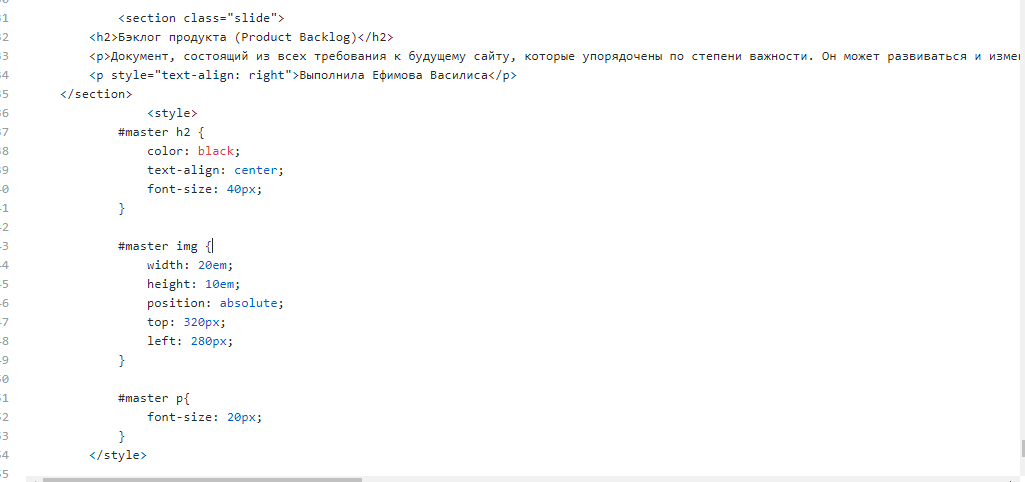 <section class="slide">
<h2>Бэклог продукта (Product Backlog)</h2>
<p>Документ, состоящий из всех требования к будущему сайту, которые упорядочены по степени важности. Он может развиваться и
<p style="text-align: right">Выполнила Ефимова Василиса</p>
</section>
<style>
#master h2 {
color: black;
text-align: center;
font-size: 40px;
}
#master img {
width: 20em;
height: 10em;
position: absolute;
top: 320px;
left: 280px;
}
#master p{
font-size: 20px;
}
</style>